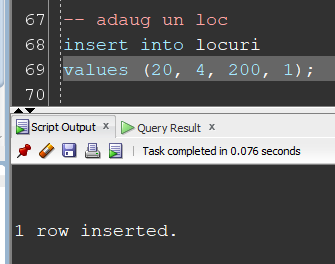 67 -- adaug un loc
68 insert into locuri
69 values (20, 4, 200, 1);
70
Script Output x Query Result x
Task completed in 0.076 seconds
1 row inserted.